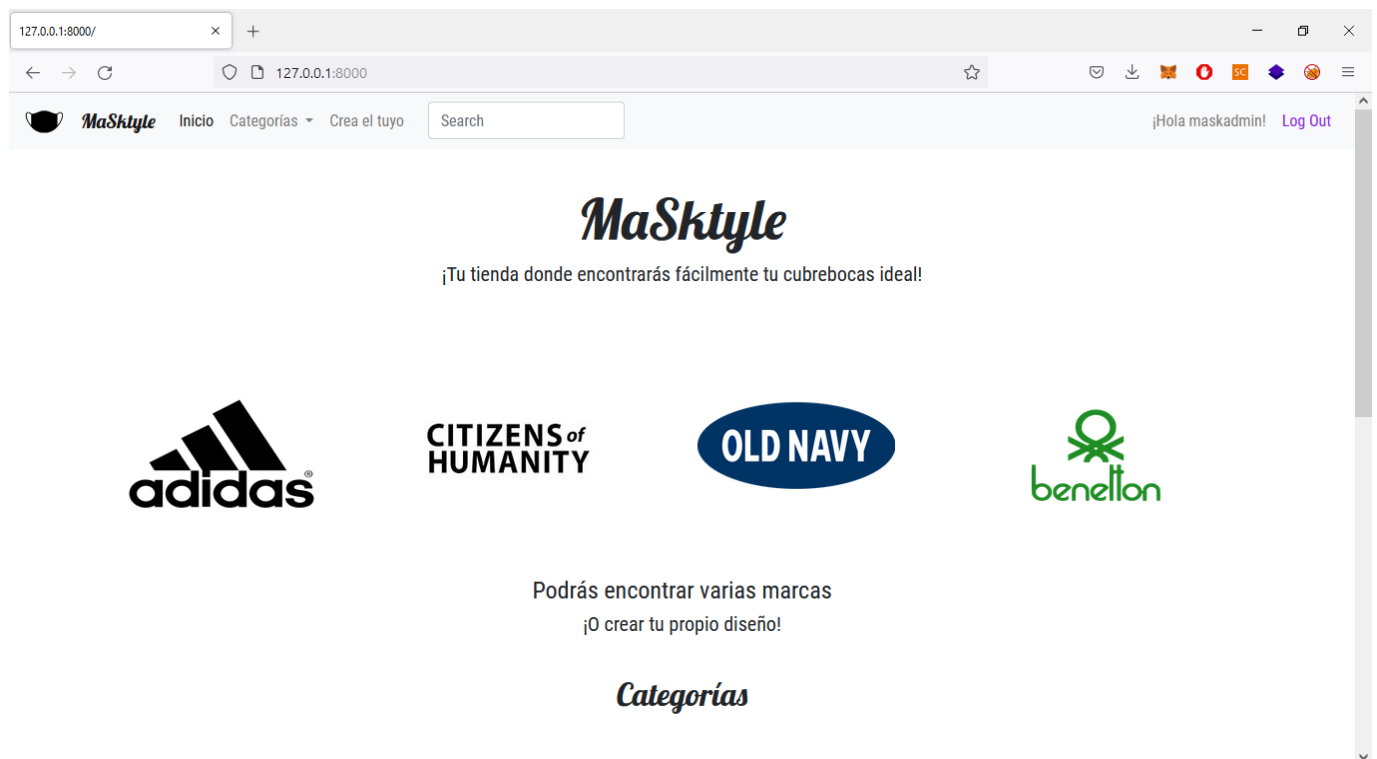 127.0.0.1:8000/
127.0.0.1:8000
SC
MaSktyle Inicio Categorías Crea el tuyo Search ¡Hola maskadmin! Log Out
MaSktyle
¡Tu tienda donde encontrarás fácilmente tu cubrebocas ideal!
adidas®
CITIZENS of
HUMANITY
OLD NAVY
benetton
Podrás encontrar varias marcas
¡O crear tu propio diseño!
Categorías